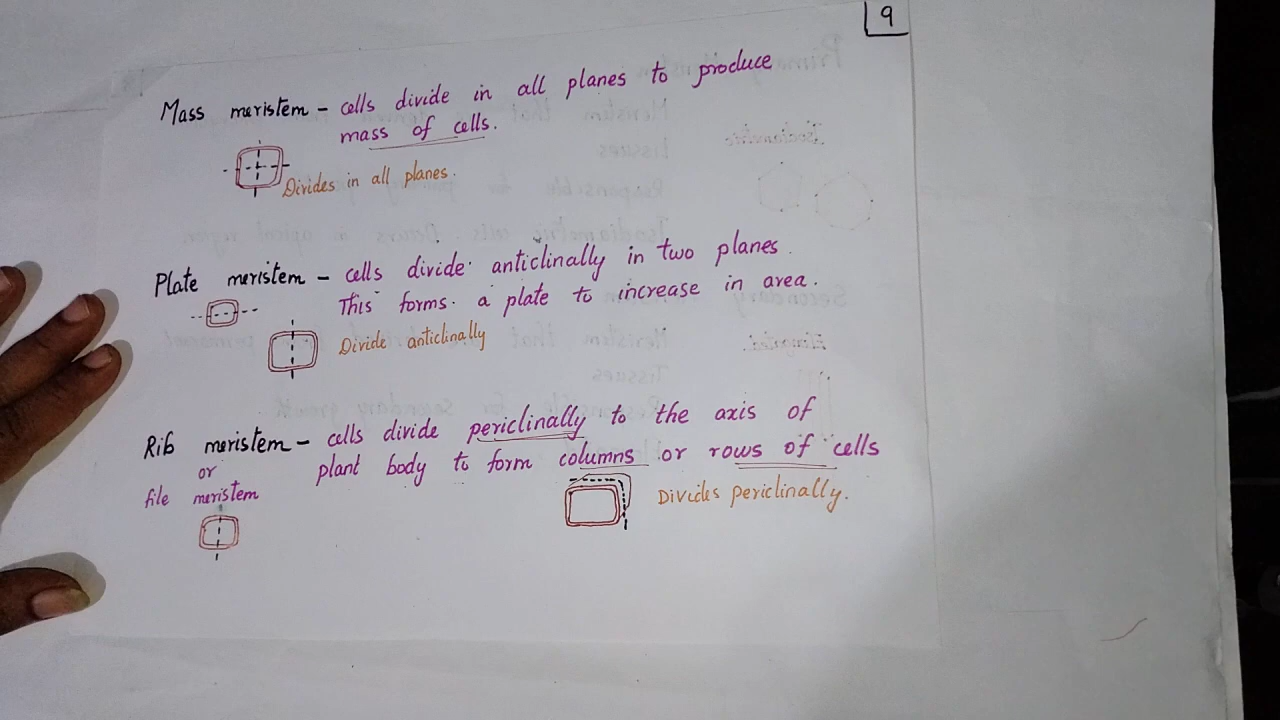 9
Mass meristem - cells divide in all planes to produce
mass of cells.
Divides in all planes.
Plate meristem - cells divide anticlinally in two planes.
This forms a plate to increase in area.
Divide anticlinally
Rib meristem - cells divide periclinally to the axis of
or plant body to form columns or rows of cells
file meristem
Divides periclinally.